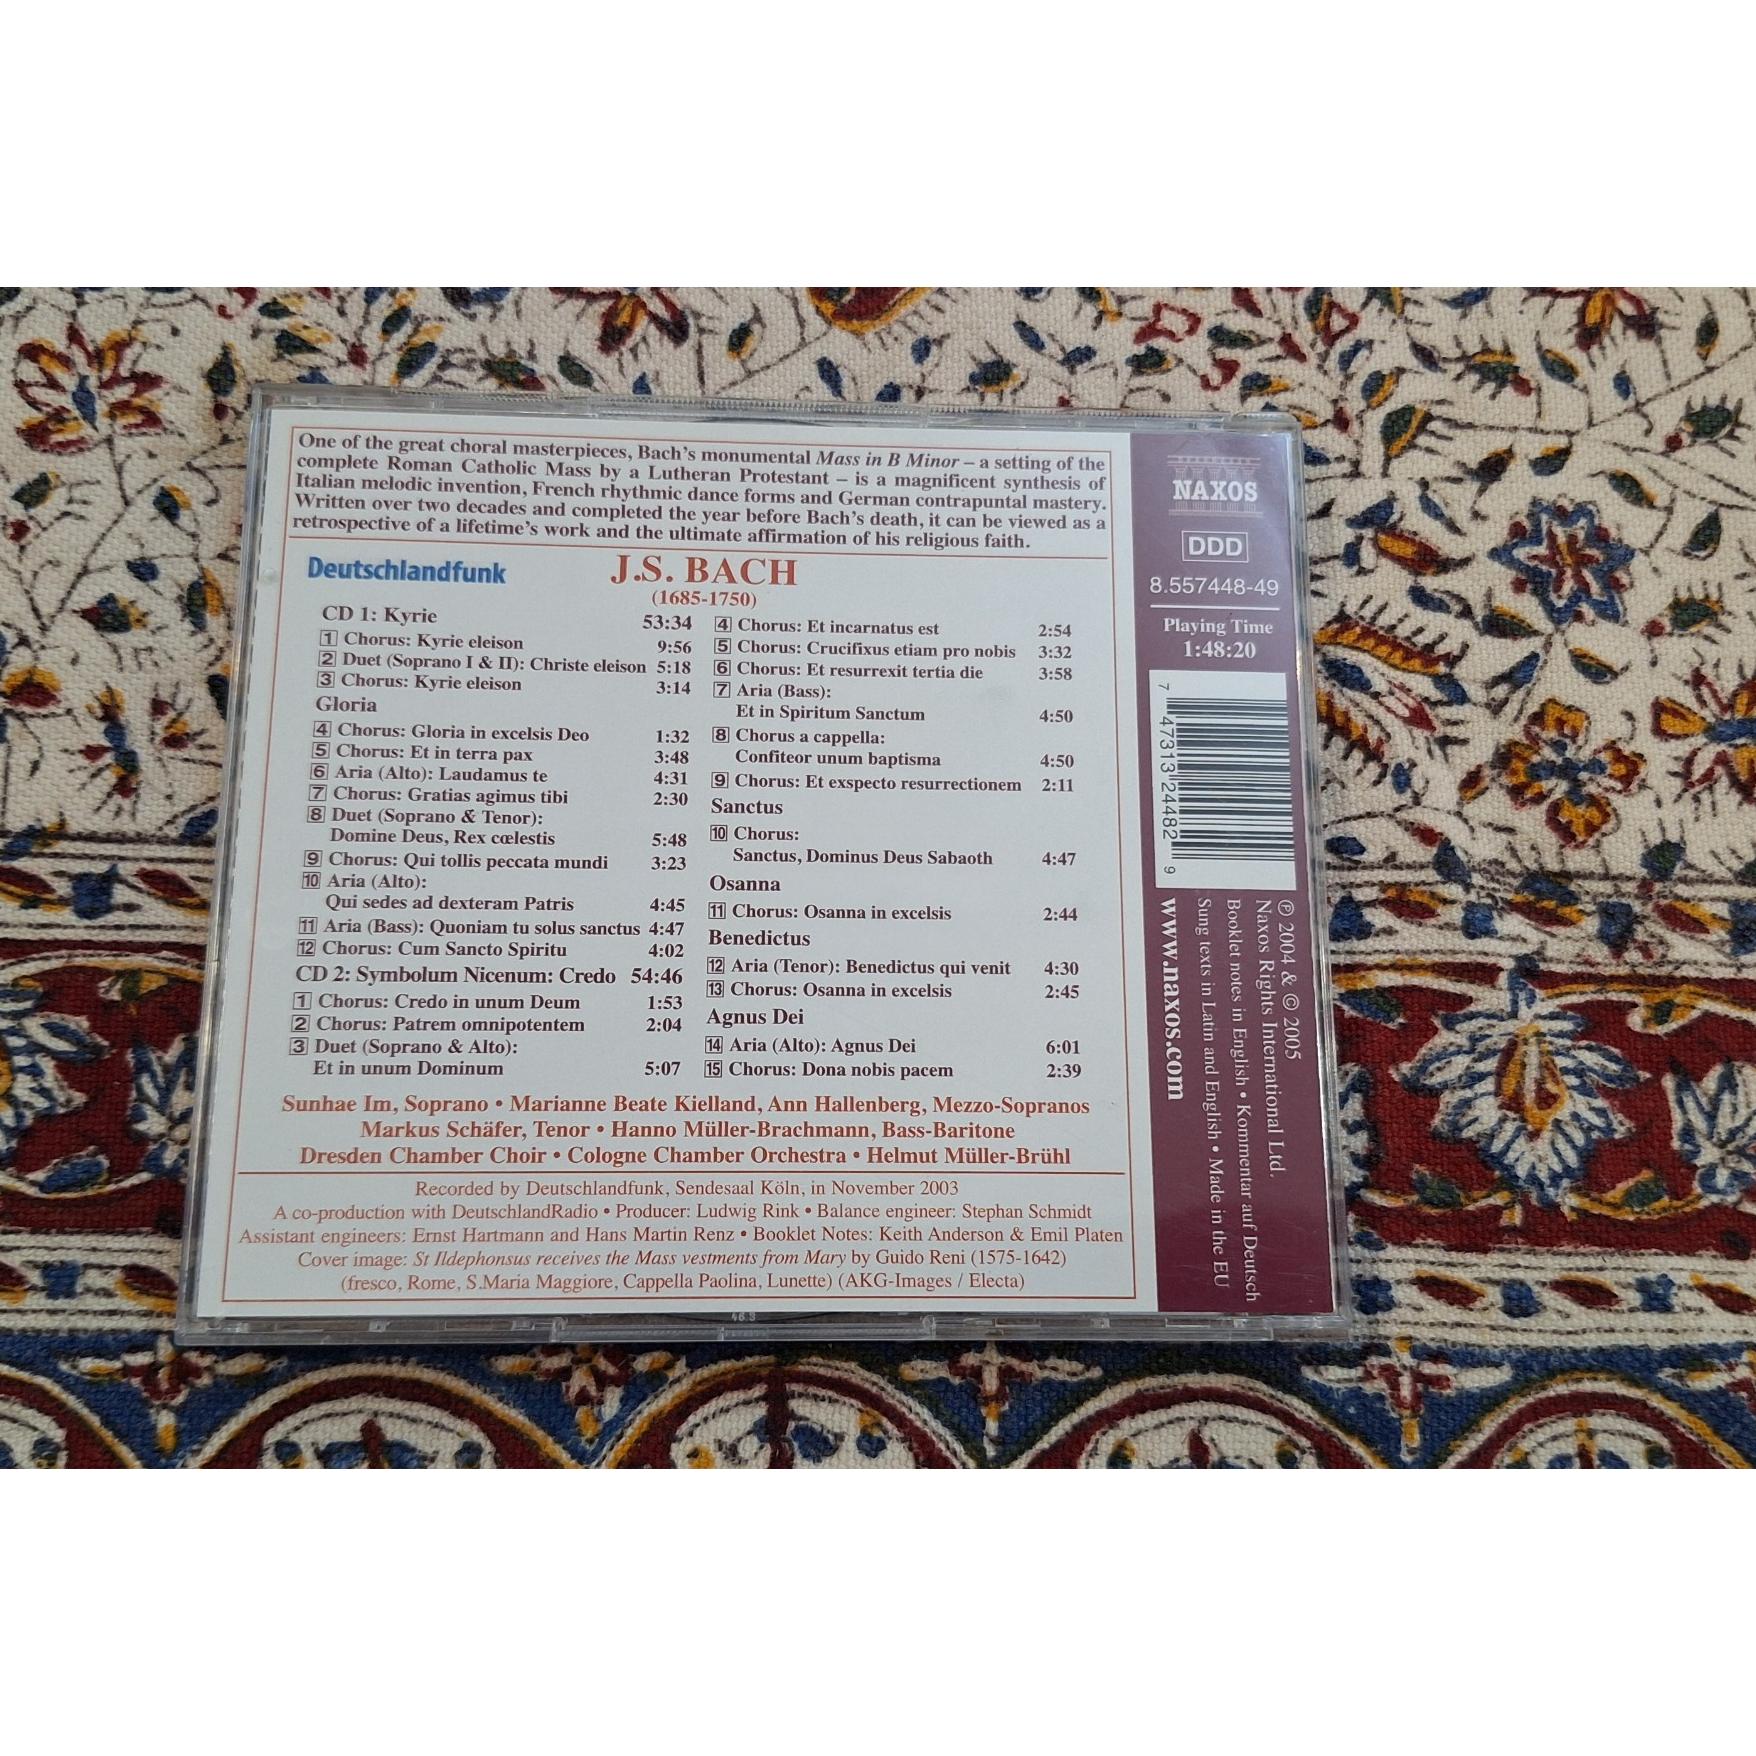 One of the great choral masterpieces, Bach's monumental Mass in B Minor – a setting of the
complete Roman Catholic Mass by a Lutheran Protestant – is a magnificent synthesis of
Italian melodic invention, French rhythmic dance forms and German contrapuntal mastery.
Written over two decades and completed the year before Bach's death, it can be viewed as a
retrospective of a lifetime's work and the ultimate affirmation of his religious faith.
Deutschlandfunk
J.S. BACH
(1685-1750)
CD 1: Kyrie 53:34
1 Chorus: Kyrie eleison 9:56
2 Duet (Soprano I & II): Christe eleison 5:18
3 Chorus: Kyrie eleison 3:14
Gloria
4 Chorus: Gloria in excelsis Deo 1:32
5 Chorus: Et in terra pax 3:48
6 Aria (Alto): Laudamus te 4:31
7 Chorus: Gratias agimus tibi 2:30
8 Duet (Soprano & Tenor):
Domine Deus, Rex cœlestis 5:48
9 Chorus: Qui tollis peccata mundi 3:23
10 Aria (Alto):
Qui sedes ad dexteram Patris 4:45
11 Aria (Bass): Quoniam tu solus sanctus 4:47
12 Chorus: Cum Sancto Spiritu 4:02
CD 2: Symbolum Nicenum: Credo 54:46
1 Chorus: Credo in unum Deum 1:53
2 Chorus: Patrem omnipotentem 2:04
3 Duet (Soprano & Alto):
Et in unum Dominum 5:07
4 Chorus: Et incarnatus est 2:54
5 Chorus: Crucifixus etiam pro nobis 3:32
6 Chorus: Et resurrexit tertia die 3:58
7 Aria (Bass):
Et in Spiritum Sanctum 4:50
8 Chorus a cappella:
Confiteor unum baptisma 4:50
9 Chorus: Et exspecto resurrectionem 2:11
Sanctus
10 Chorus:
Sanctus, Dominus Deus Sabaoth 4:47
Osanna
11 Chorus: Osanna in excelsis 2:44
Benedictus
12 Aria (Tenor): Benedictus qui venit 4:30
13 Chorus: Osanna in excelsis 2:45
Agnus Dei
14 Aria (Alto): Agnus Dei 6:01
15 Chorus: Dona nobis pacem 2:39
Sunhae Im, Soprano • Marianne Beate Kielland, Ann Hallenberg, Mezzo-Sopranos
Markus Schäfer, Tenor • Hanno Müller-Brachmann, Bass-Baritone
Dresden Chamber Choir • Cologne Chamber Orchestra • Helmut Müller-Brühl
Recorded by Deutschlandfunk, Sendesaal Köln, in November 2003
A co-production with DeutschlandRadio • Producer: Ludwig Rink • Balance engineer: Stephan Schmidt
Assistant engineers: Ernst Hartmann and Hans Martin Renz • Booklet Notes: Keith Anderson & Emil Platen
Cover image: St Ildephonsus receives the Mass vestments from Mary by Guido Reni (1575-1642)
(fresco, Rome, S.Maria Maggiore, Cappella Paolina, Lunette) (AKG-Images / Electa)
NAXOS
DDD
8.557448-49
Playing Time
1:48:20
7 47313 24482 9
℗ 2004 & © 2005
Naxos Rights International Ltd.
Booklet notes in English • Kommentar auf Deutsch
Sung texts in Latin and English • Made in the EU
www.naxos.com